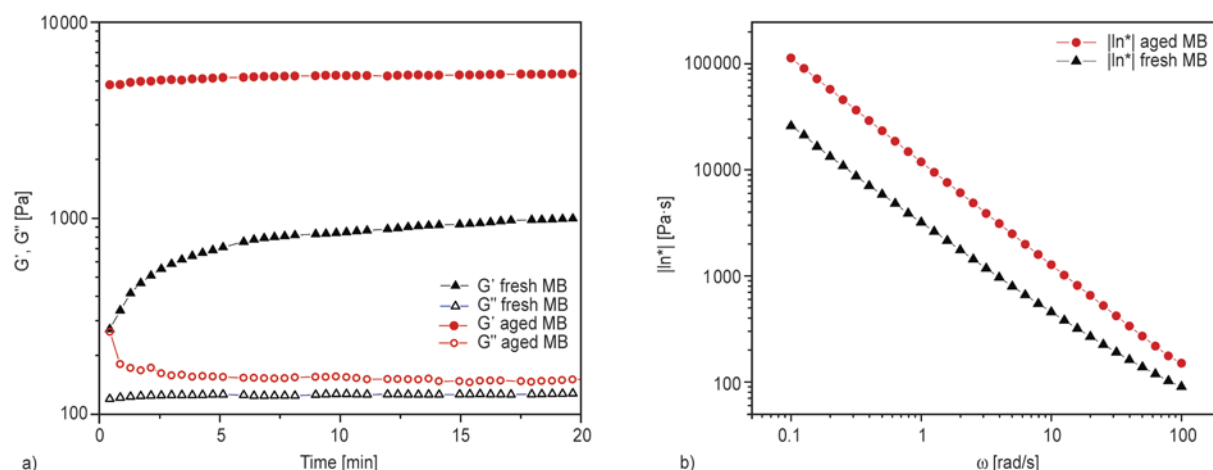 10000
1000
100
G', G" [Pa]
0
5
10
15
20
Time [min]
G' fresh MB
G" fresh MB
G' aged MB
G" aged MB
a)
100000
10000
1000
100
|ln*| [Pa·s]
0.1
1
10
100
ω [rad/s]
|ln*| aged MB
|ln*| fresh MB
b)